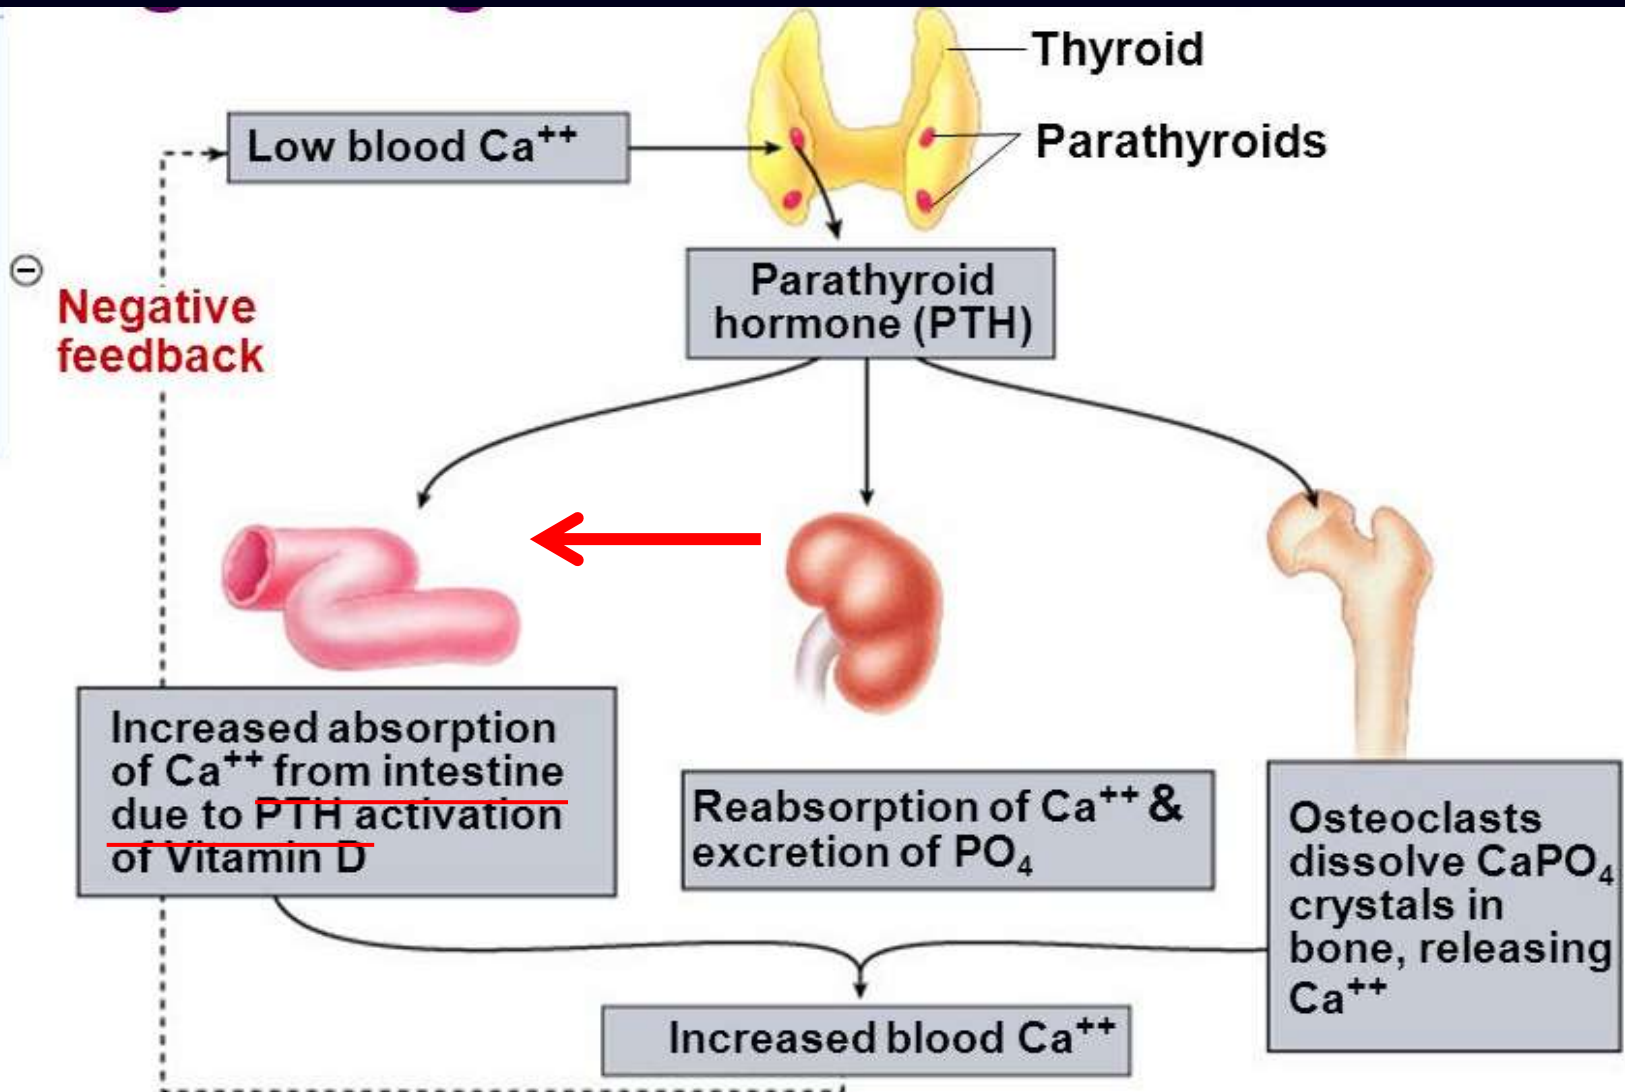 Thyroid
Low blood Ca⁺⁺
Parathyroids
⊖
Negative
feedback
Parathyroid
hormone (PTH)
Increased absorption
of Ca⁺⁺ from intestine
due to PTH activation
of Vitamin D
Reabsorption of Ca⁺⁺ &
excretion of PO₄
Osteoclasts
dissolve CaPO₄
crystals in
bone, releasing
Ca⁺⁺
Increased blood Ca⁺⁺